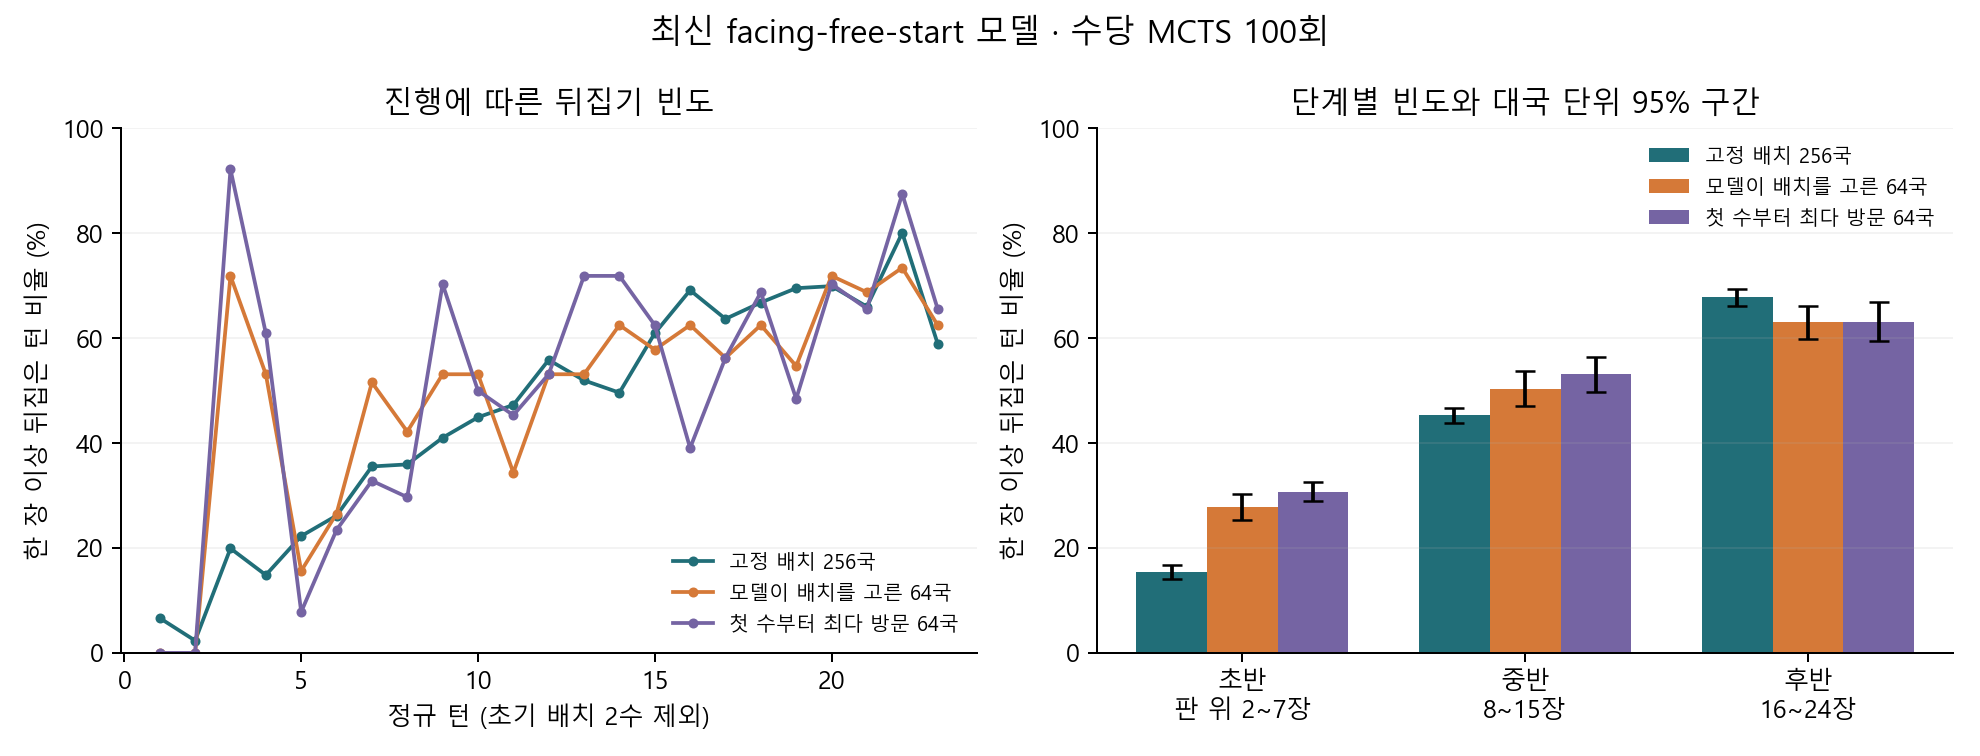 최신 facing-free-start 모델 · 수당 MCTS 100회
진행에 따른 뒤집기 빈도
한 장 이상 뒤집은 턴 비율 (%)
100
80
60
40
20
0
0
5
10
15
20
정규 턴 (초기 배치 2수 제외)
고정 배치 256국
모델이 배치를 고른 64국
첫 수부터 최다 방문 64국
단계별 빈도와 대국 단위 95% 구간
한 장 이상 뒤집은 턴 비율 (%)
100
80
60
40
20
0
고정 배치 256국
모델이 배치를 고른 64국
첫 수부터 최다 방문 64국
초반
판 위 2~7장
중반
8~15장
후반
16~24장